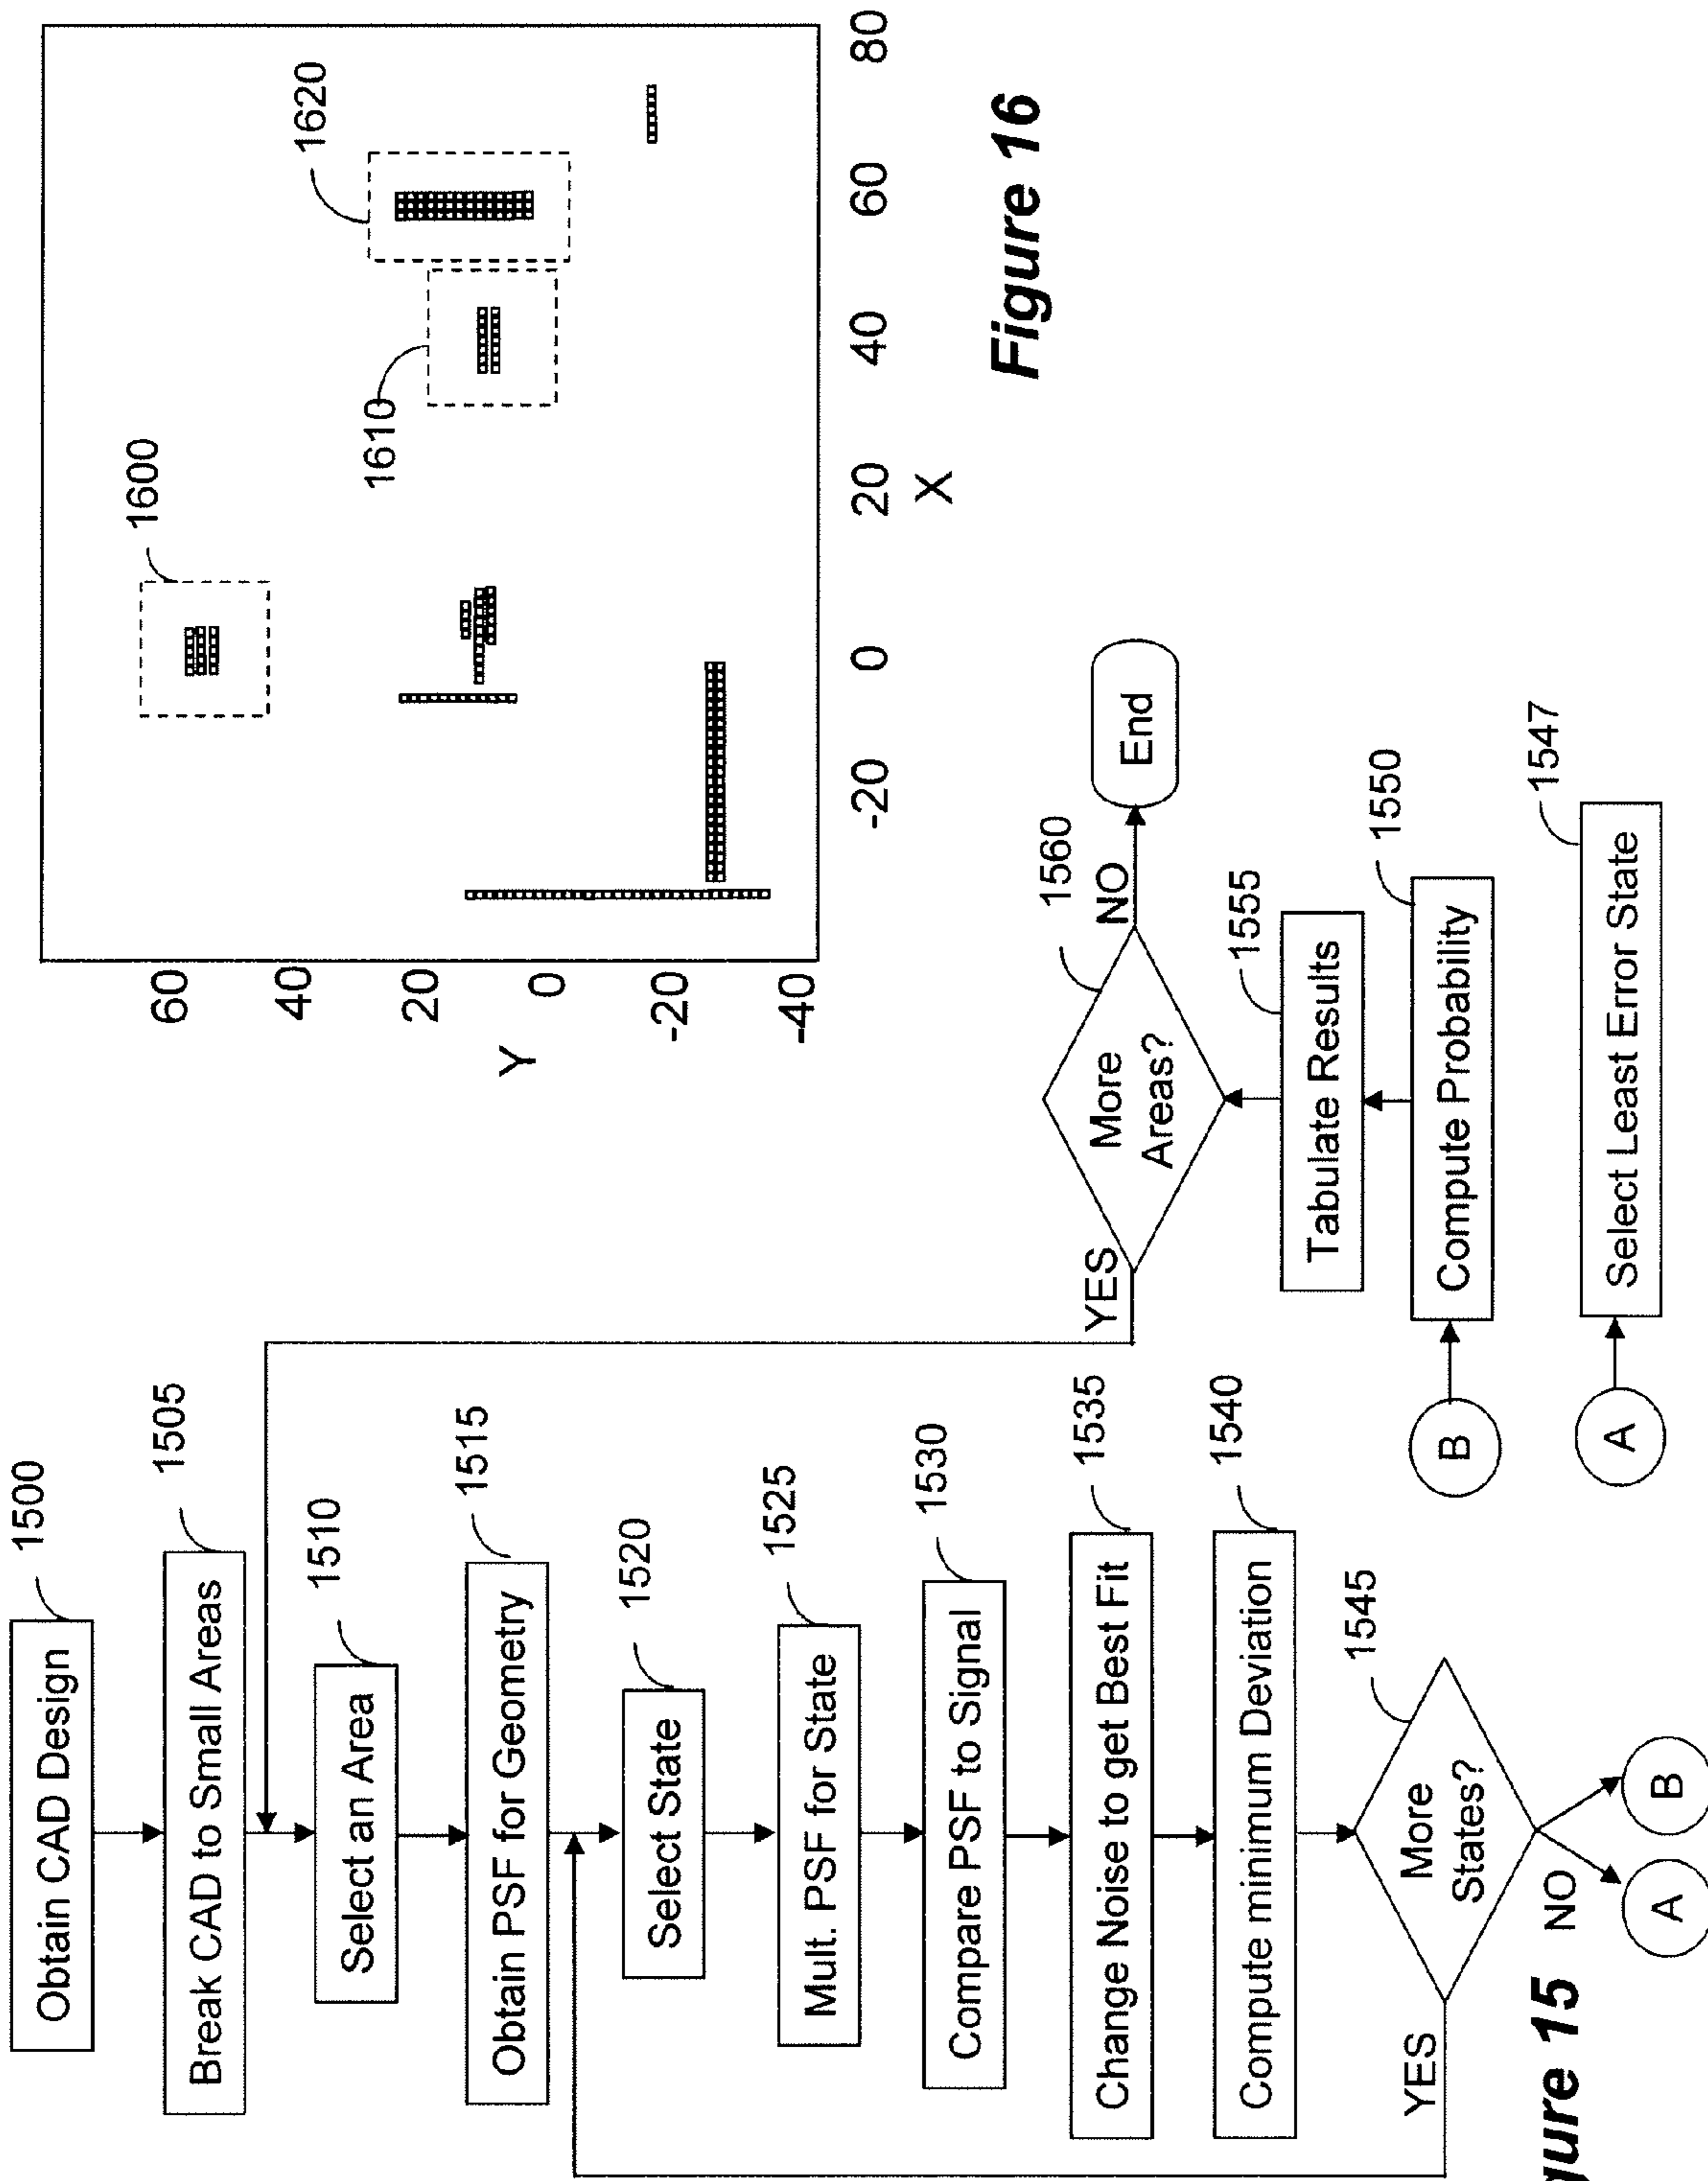 Obtain CAD Design
1500
Break CAD to Small Areas
1505
Select an Area
1510
Obtain PSF for Geometry
1515
Select State
1520
Mult. PSF for State
1525
Compare PSF to Signal
1530
Change Noise to get Best Fit
1535
Compute minimum Deviation
1540
More
States?
1545
YES
NO
A
B
gure 15
YES
More
Areas?
1560
NO
End
Tabulate Results
1555
B
Compute Probability
1550
A
Select Least Error State
1547
1600
1610
1620
Y
60
40
20
0
-20
-40
-20
0
20
40
60
80
X
Figure 16